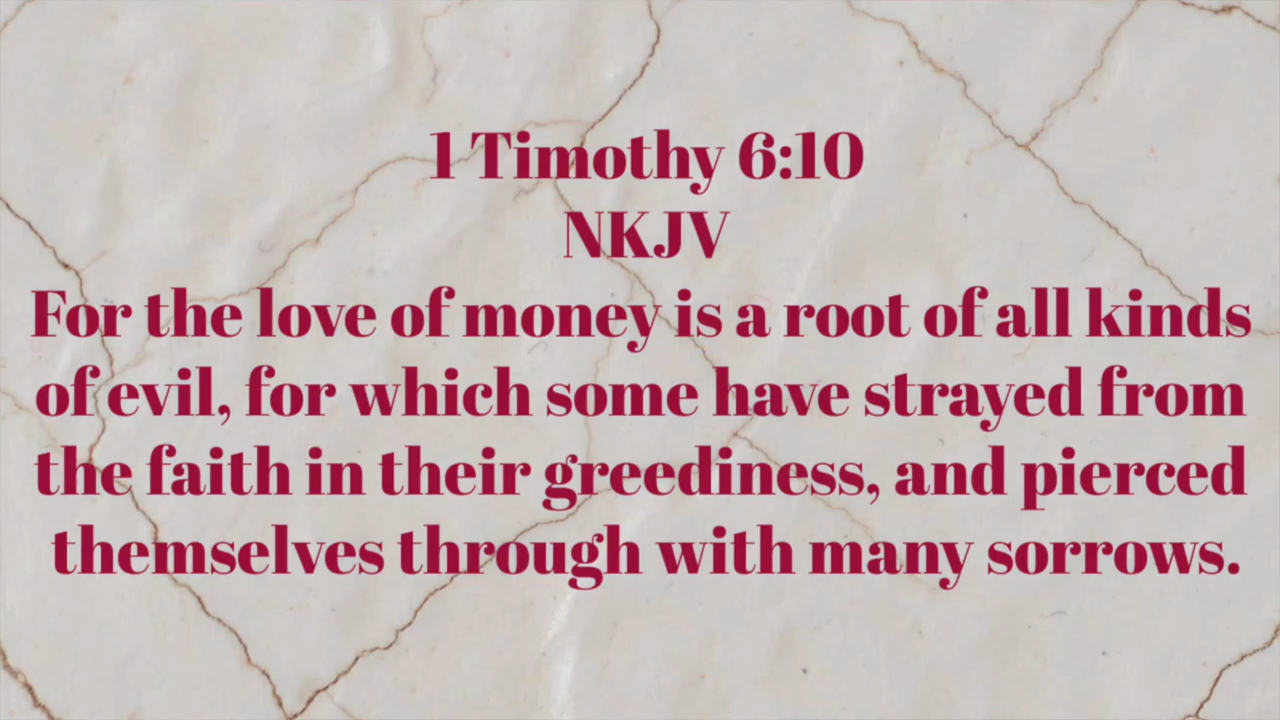 1 Timothy 6:10
NKJV
For the love of money is a root of all kinds
of evil, for which some have strayed from
the faith in their greediness, and pierced
themselves through with many sorrows.